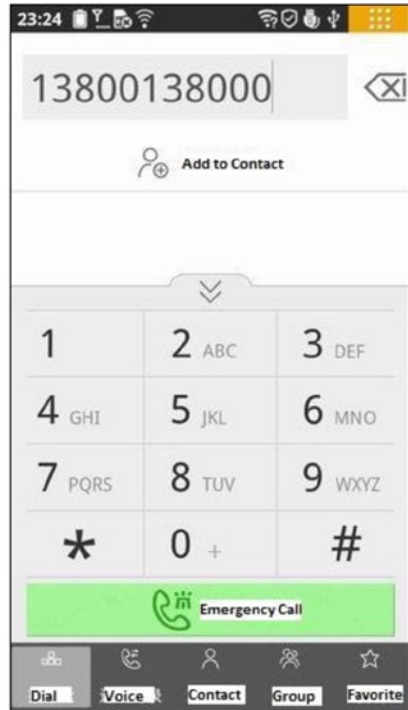 23:24
13800138000
Add to Contact
1 2 ABC 3 DEF
4 GHI 5 JKL 6 MNO
7 PQRS 8 TUV 9 WXYZ
* 0 + #
Emergency Call
Dial Voice Contact Group Favorite